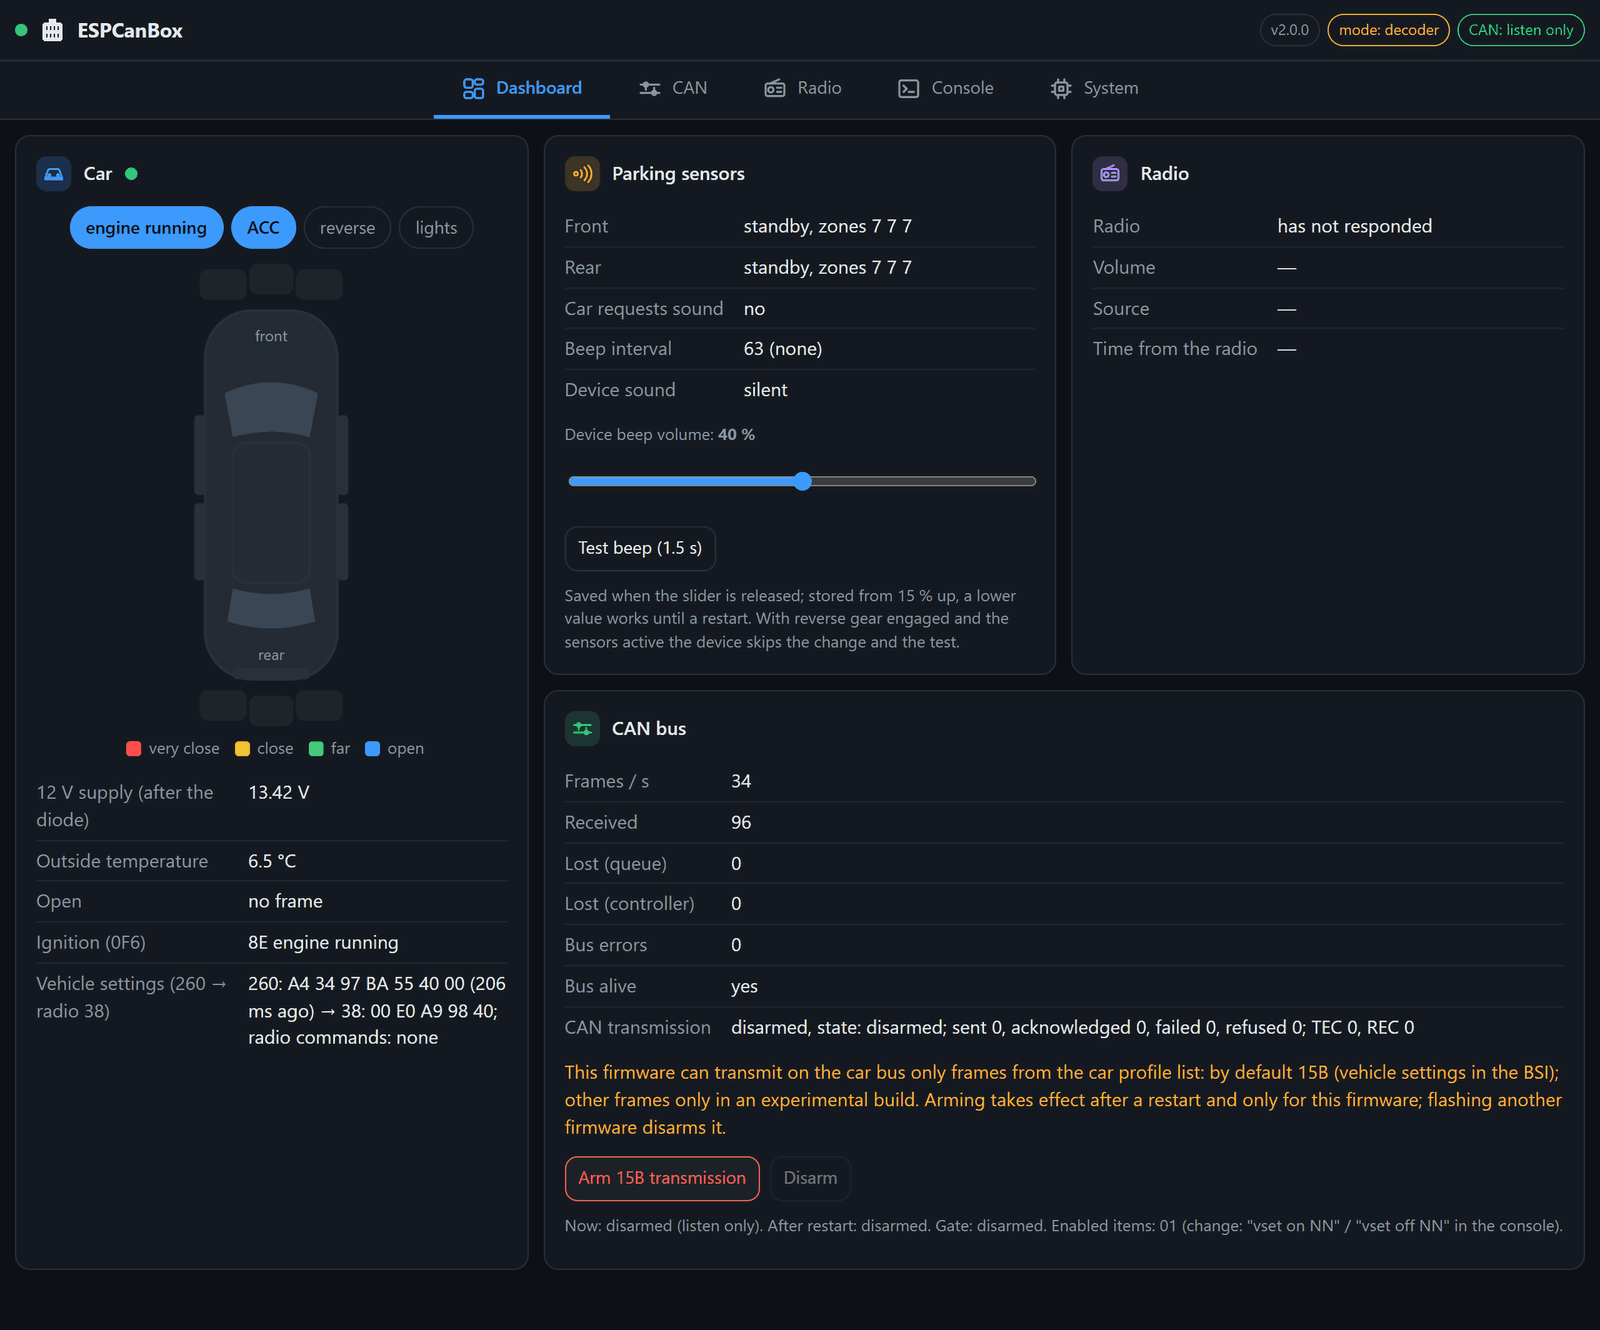 ESPCanBox
v2.0.0
mode: decoder
CAN: listen only
Dashboard
CAN
Radio
Console
System
Car
engine running
ACC
reverse
lights
front
rear
very close
close
far
open
12 V supply (after the
diode)
13.42 V
Outside temperature
6.5 °C
Open
no frame
Ignition (0F6)
8E engine running
Vehicle settings (260 →
radio 38)
260: A4 34 97 BA 55 40 00 (206
ms ago) → 38: 00 E0 A9 98 40;
radio commands: none
Parking sensors
Front
standby, zones 7 7 7
Rear
standby, zones 7 7 7
Car requests sound
no
Beep interval
63 (none)
Device sound
silent
Device beep volume: 40 %
Test beep (1.5 s)
Saved when the slider is released; stored from 15 % up, a lower
value works until a restart. With reverse gear engaged and the
sensors active the device skips the change and the test.
Radio
Radio
has not responded
Volume
—
Source
—
Time from the radio
—
CAN bus
Frames / s
34
Received
96
Lost (queue)
0
Lost (controller)
0
Bus errors
0
Bus alive
yes
CAN transmission
disarmed, state: disarmed; sent 0, acknowledged 0, failed 0, refused 0; TEC 0, REC 0
This firmware can transmit on the car bus only frames from the car profile list: by default 15B (vehicle settings in the BSI);
other frames only in an experimental build. Arming takes effect after a restart and only for this firmware; flashing another
firmware disarms it.
Arm 15B transmission
Disarm
Now: disarmed (listen only). After restart: disarmed. Gate: disarmed. Enabled items: 01 (change: "vset on NN" / "vset off NN" in the console).